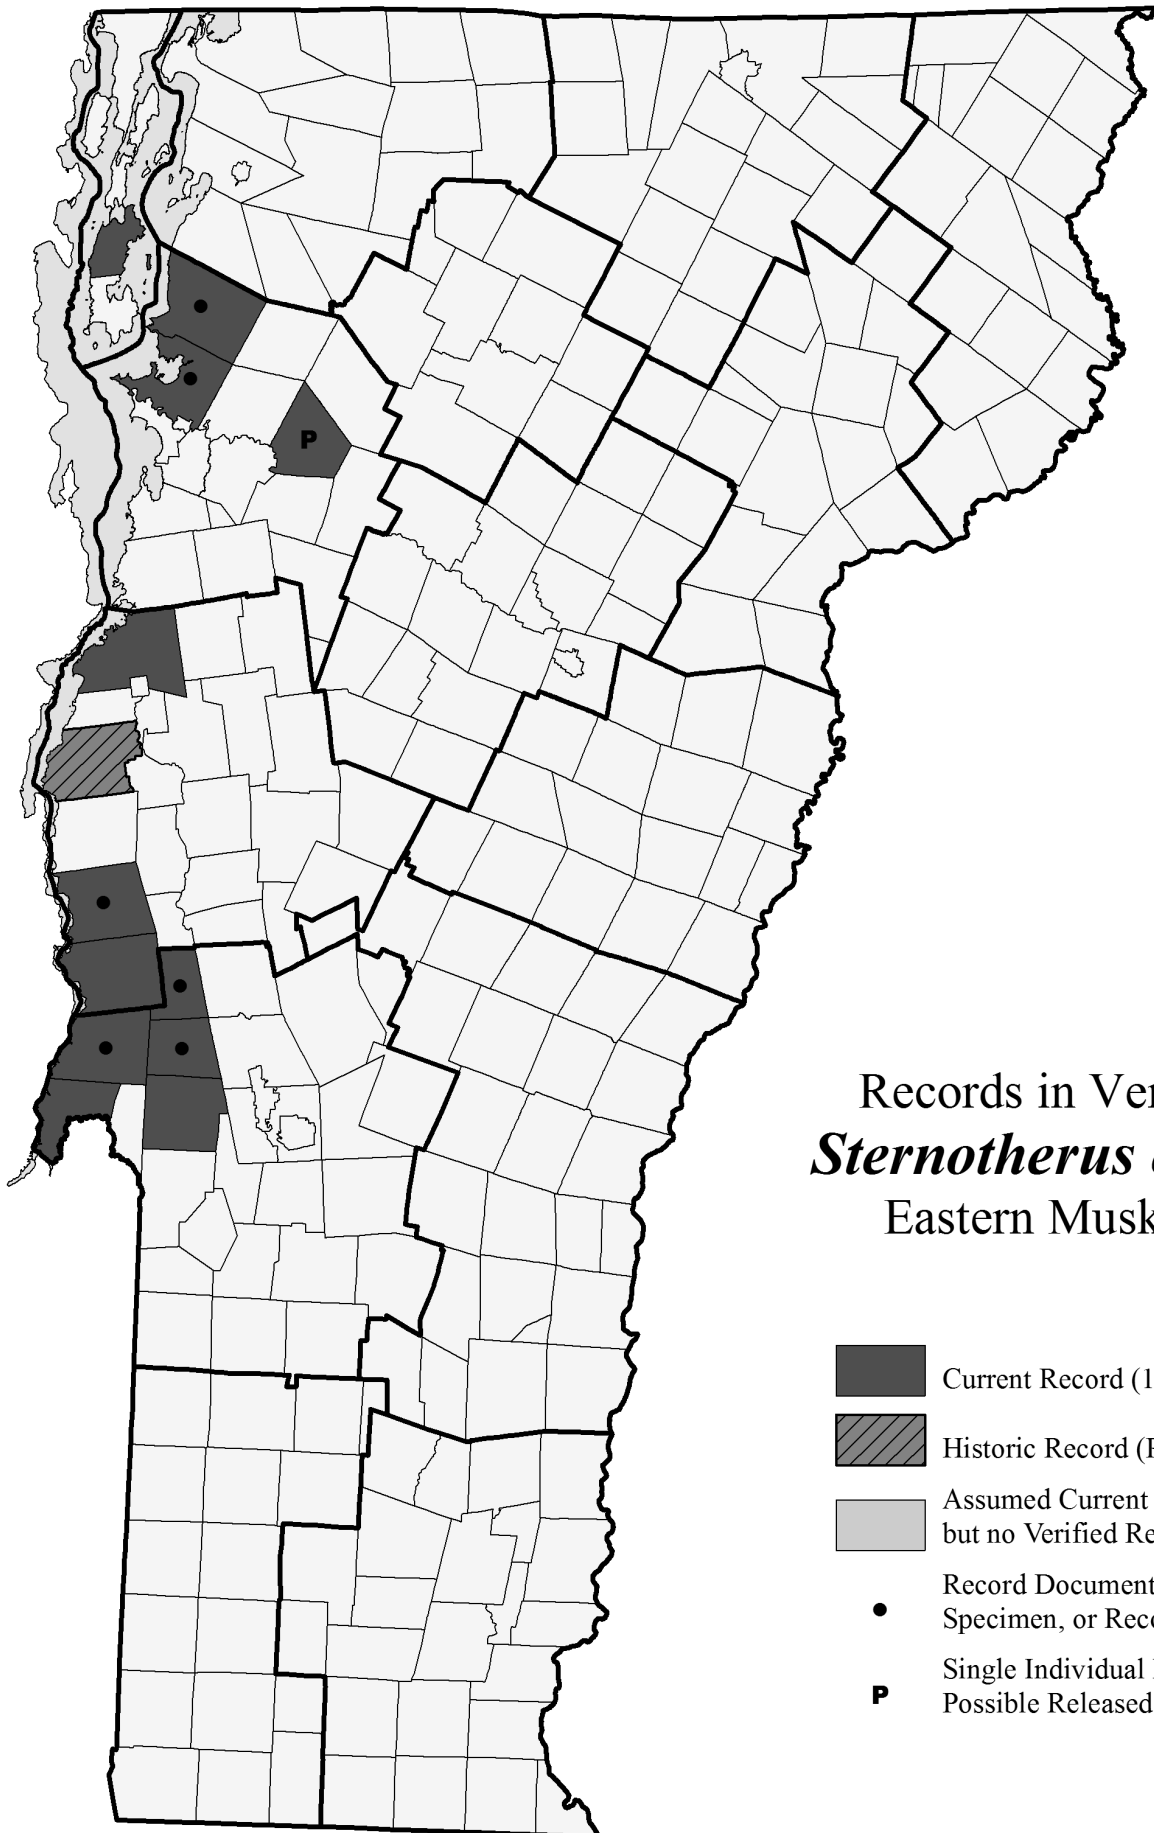 Records in Ver
Sternotherus
Eastern Musk
Current Record (1
Historic Record (
Assumed Current
but no Verified Re
Record Document
Specimen, or Reco
Single Individual
Possible Released
P
P